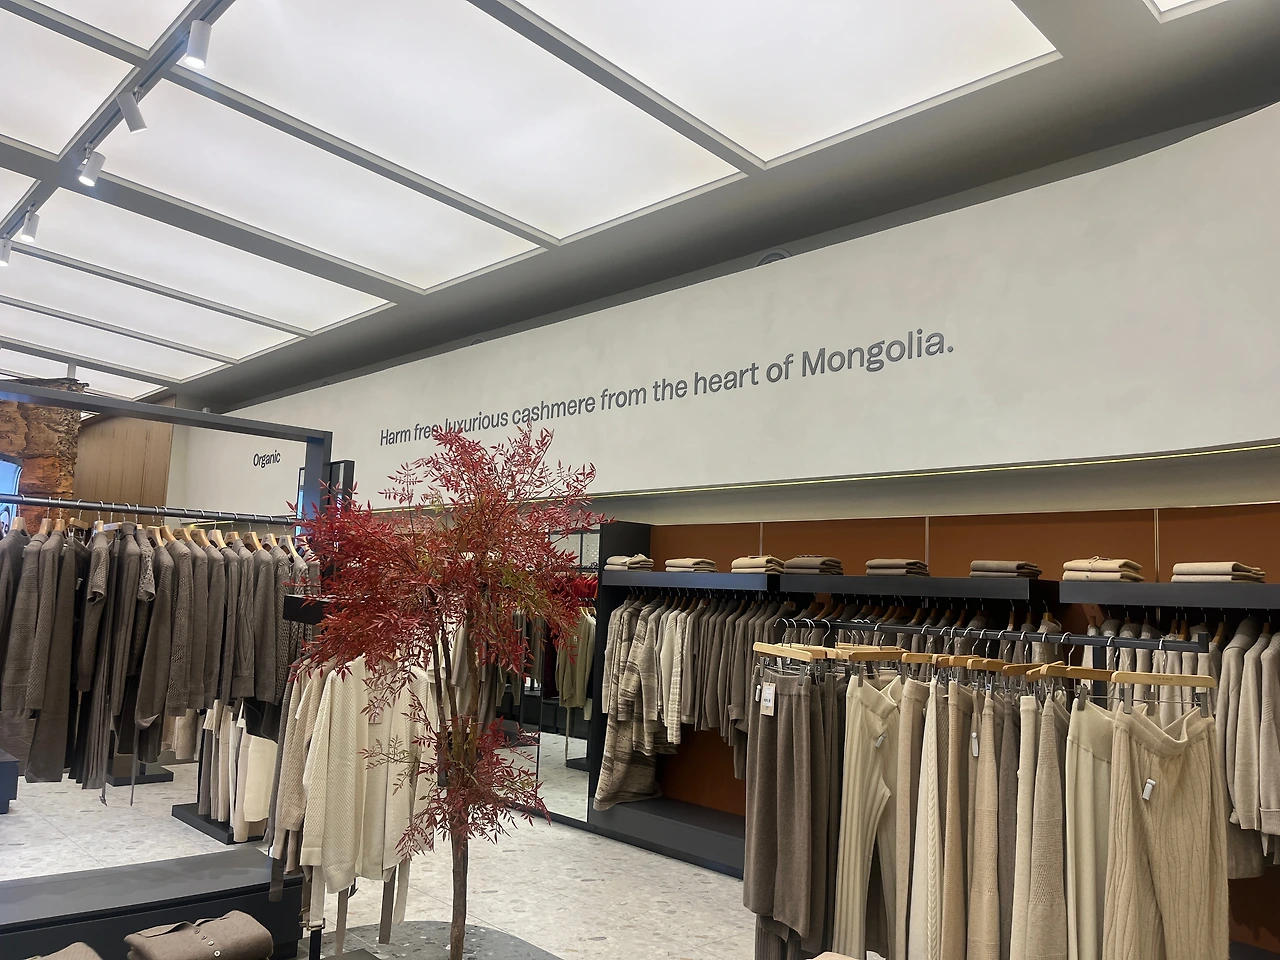 Harm free luxurious cashmere from the heart of Mongolia.
Organic